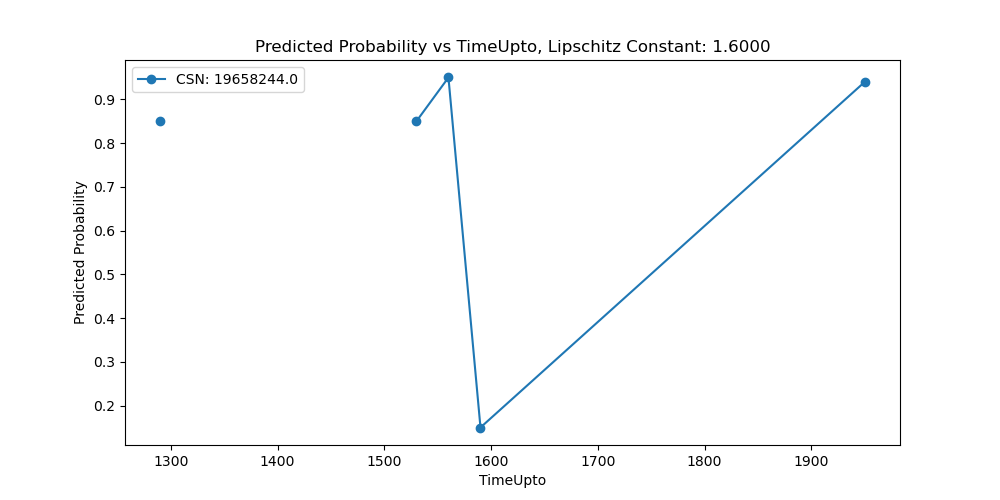 Predicted Probability vs TimeUpto, Lipschitz Constant: 1.6000
CSN: 19658244.0
Predicted Probability
0.9
0.8
0.7
0.6
0.5
0.4
0.3
0.2
1300 1400 1500 1600 1700 1800 1900
TimeUpto